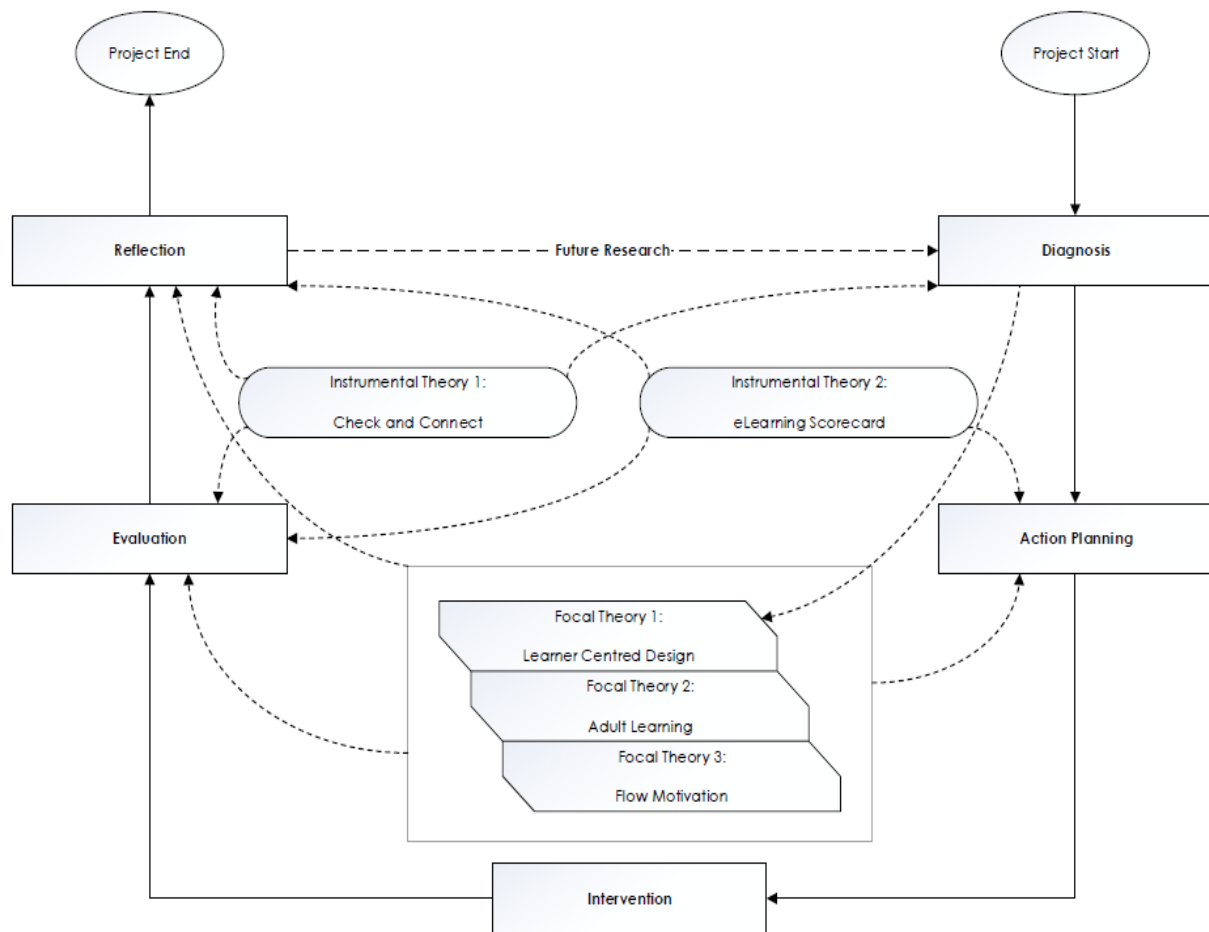 Project End
Project Start
Reflection
Future Research
Diagnosis
Instrumental Theory 1:
Check and Connect
Instrumental Theory 2:
eLearning Scorecard
Evaluation
Action Planning
Focal Theory 1:
Learner Centred Design
Focal Theory 2:
Adult Learning
Focal Theory 3:
Flow Motivation
Intervention